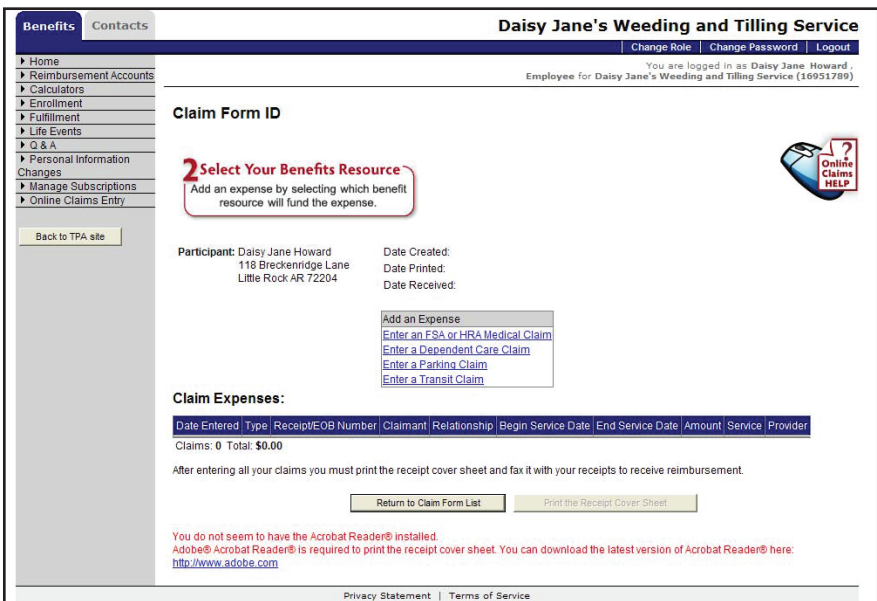 Benefits
Contacts
Daisy Jane's Weeding and Tilling Service
Change Role | Change Password | Logout
You are logged in as Daisy Jane Howard ,
Employee for Daisy Jane's Weeding and Tilling Service (16951789)
Home
Reimbursement Accounts
Calculators
Enrollment
Fulfillment
Life Events
Q & A
Personal Information
Changes
Manage Subscriptions
Online Claims Entry
Back to TPA site
Claim Form ID
2 Select Your Benefits Resource
Add an expense by selecting which benefit
resource will fund the expense.
?
Online
Claims
HELP
Participant: Daisy Jane Howard
118 Breckenridge Lane
Little Rock AR 72204
Date Created:
Date Printed:
Date Received:
Add an Expense
Enter an FSA or HRA Medical Claim
Enter a Dependent Care Claim
Enter a Parking Claim
Enter a Transit Claim
Claim Expenses:
Date Entered Type Receipt/EOB Number Claimant Relationship Begin Service Date End Service Date Amount Service Provider
Claims: 0 Total: $0.00
After entering all your claims you must print the receipt cover sheet and fax it with your receipts to receive reimbursement.
Return to Claim Form List
Print the Receipt Cover Sheet
You do not seem to have the Acrobat Reader® installed.
Adobe® Acrobat Reader® is required to print the receipt cover sheet. You can download the latest version of Acrobat Reader® here:
http://www.adobe.com
Privacy Statement | Terms of Service